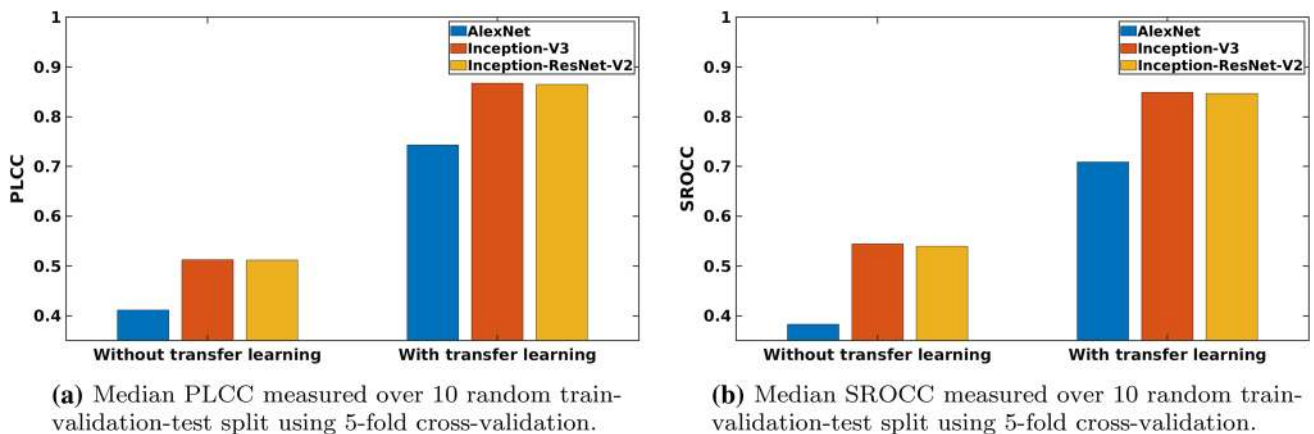 1
0.9
0.8
0.7
0.6
0.5
0.4
PLCC
AlexNet
Inception-V3
Inception-ResNet-V2
Without transfer learning
With transfer learning
(a) Median PLCC measured over 10 random train-
validation-test split using 5-fold cross-validation.
1
0.9
0.8
0.7
0.6
0.5
0.4
SROCC
AlexNet
Inception-V3
Inception-ResNet-V2
Without transfer learning
With transfer learning
(b) Median SROCC measured over 10 random train-
validation-test split using 5-fold cross-validation.